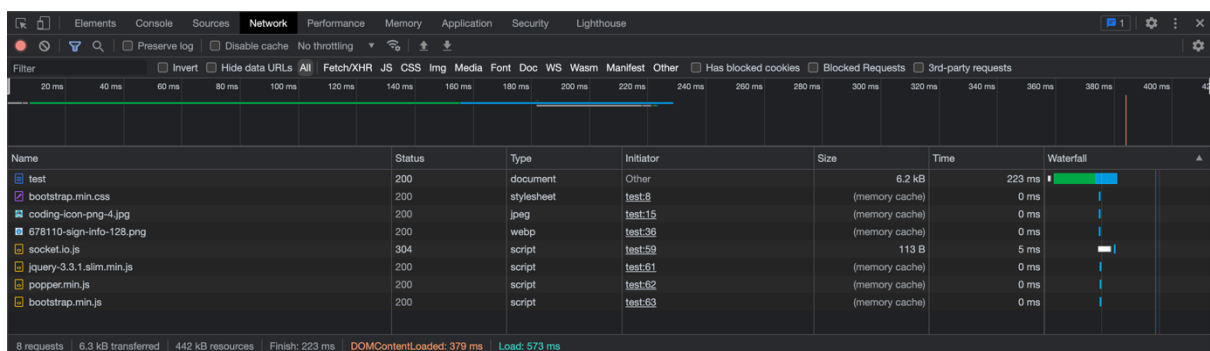 Elements Console Sources Network Performance Memory Application Security Lighthouse 1
Preserve log Disable cache No throttling
Filter Invert Hide data URLs All Fetch/XHR JS CSS Img Media Font Doc WS Wasm Manifest Other Has blocked cookies Blocked Requests 3rd-party requests
20 ms 40 ms 60 ms 80 ms 100 ms 120 ms 140 ms 160 ms 180 ms 200 ms 220 ms 240 ms 260 ms 280 ms 300 ms 320 ms 340 ms 360 ms 380 ms 400 ms
Name Status Type Initiator Size Time Waterfall
test 200 document Other 6.2 kB 223 ms
bootstrap.min.css 200 stylesheet test:8 (memory cache) 0 ms
coding-icon-png-4.jpg 200 jpeg test:15 (memory cache) 0 ms
678110-sign-info-128.png 200 webp test:36 (memory cache) 0 ms
socket.io.js 304 script test:59 113 B 5 ms
jquery-3.3.1.slim.min.js 200 script test:61 (memory cache) 0 ms
popper.min.js 200 script test:62 (memory cache) 0 ms
bootstrap.min.js 200 script test:63 (memory cache) 0 ms
8 requests 6.3 kB transferred 442 kB resources Finish: 223 ms DOMContentLoaded: 379 ms Load: 573 ms